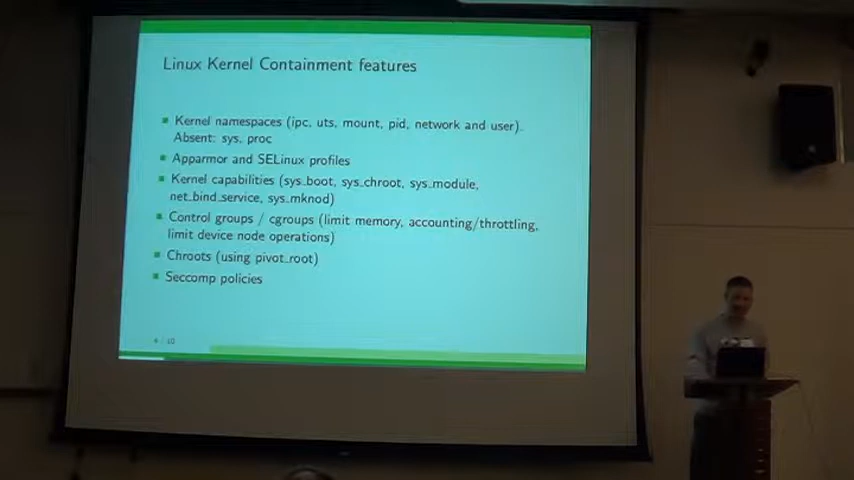 Linux Kernel Containment features
Kernel namespaces (ipc, uts, mount, pid, network and user).
Absent: sys, proc
Apparmor and SELinux profiles
Kernel capabilities (sys_boot, sys_chroot, sys_module,
net_bind_service, sys_mknod)
Control groups / cgroups (limit memory, accounting/throttling,
limit device node operations)
Chroots (using pivot_root)
Seccomp policies